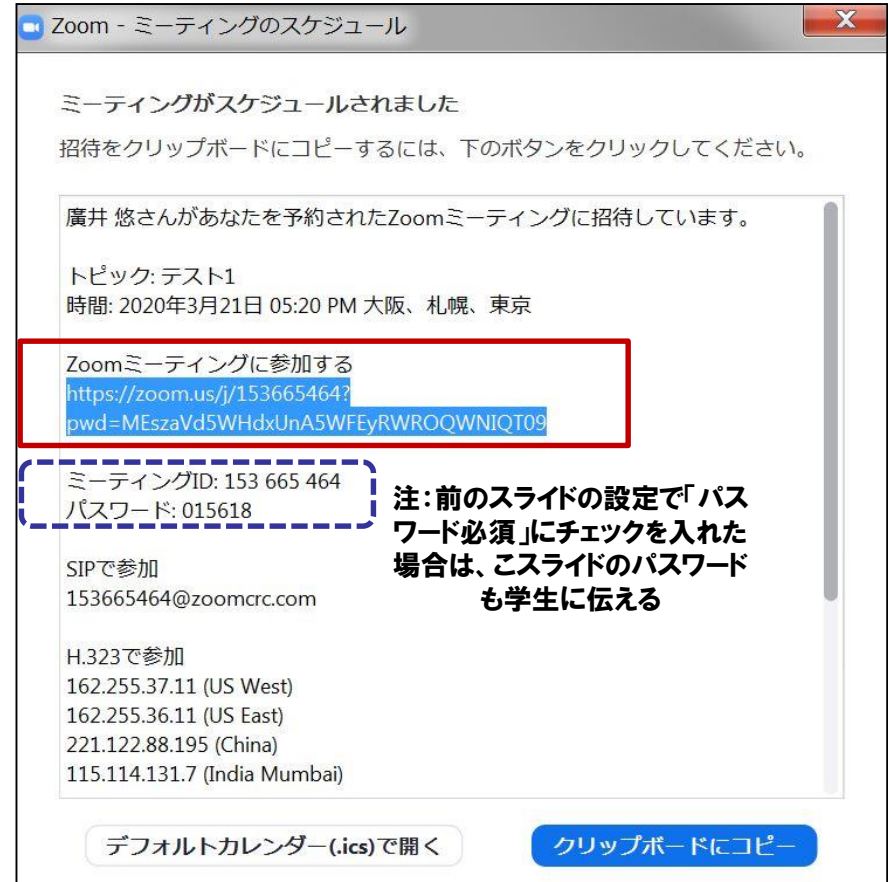 Zoom - ミーティングのスケジュール
X
ミーティングがスケジュールされました
招待をクリップボードにコピーするには、下のボタンをクリックしてください。
廣井 悠さんがあなたを予約されたZoomミーティングに招待しています。
トピック: テスト1
時間: 2020年3月21日 05:20 PM 大阪、札幌、東京
Zoomミーティングに参加する
https://zoom.us/j/153665464?
pwd=MEszaVd5WHdxUnA5WFEyRWROQWNIQT09
ミーティングID: 153 665 464
パスワード: 015618
注：前のスライドの設定で「パス
ワード必須」にチェックを入れた
場合は、こスライドのパスワード
も学生に伝える
SIPで参加
153665464@zoomcrc.com
H.323で参加
162.255.37.11 (US West)
162.255.36.11 (US East)
221.122.88.195 (China)
115.114.131.7 (India Mumbai)
デフォルトカレンダー(.ics)で開く
クリップボードにコピー